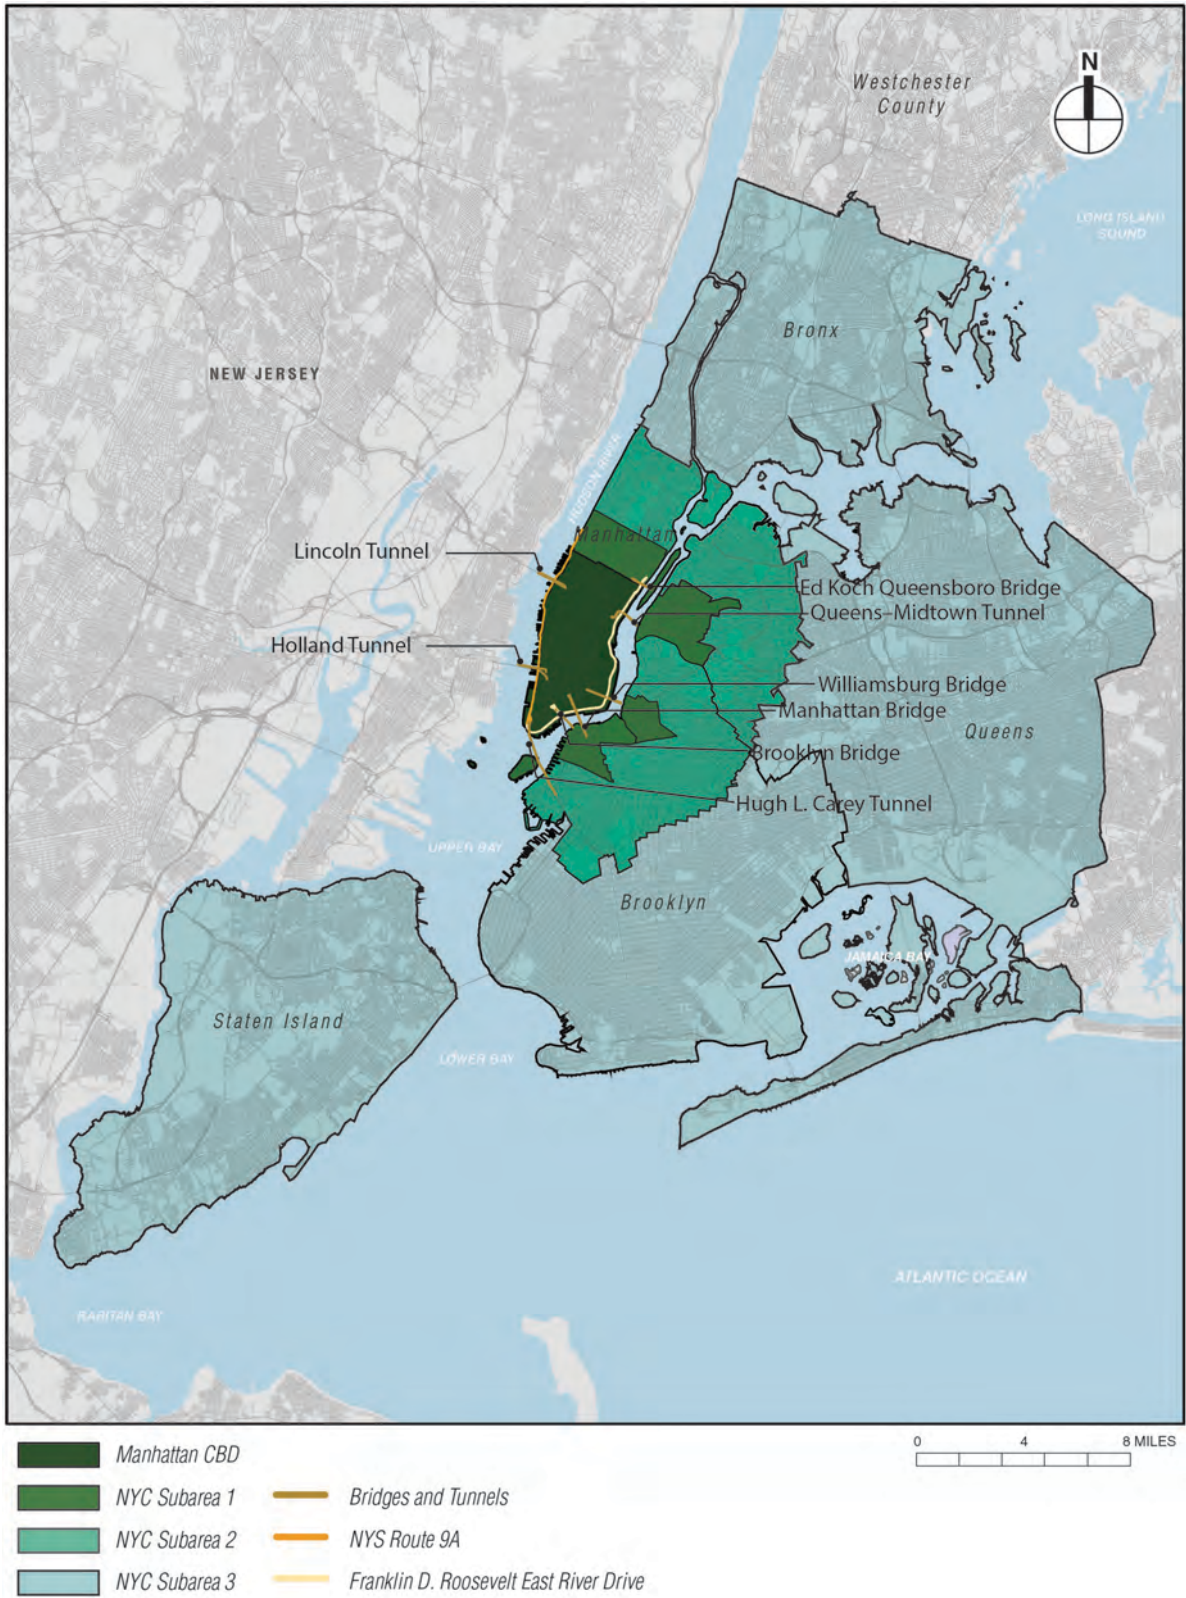 N
Westchester
County
LONG ISLAND
SOUND
Bronx
NEW JERSEY
HUDSON RIVER
Manhattan
Lincoln Tunnel
Ed Koch Queensboro Bridge
Queens–Midtown Tunnel
Holland Tunnel
Williamsburg Bridge
Manhattan Bridge
Queens
Brooklyn Bridge
Hugh L. Carey Tunnel
UPPER BAY
Brooklyn
JAMAICA BAY
Staten Island
LOWER BAY
ATLANTIC OCEAN
RARITAN BAY
0 4 8 MILES
Manhattan CBD
NYC Subarea 1
Bridges and Tunnels
NYC Subarea 2
NYS Route 9A
NYC Subarea 3
Franklin D. Roosevelt East River Drive